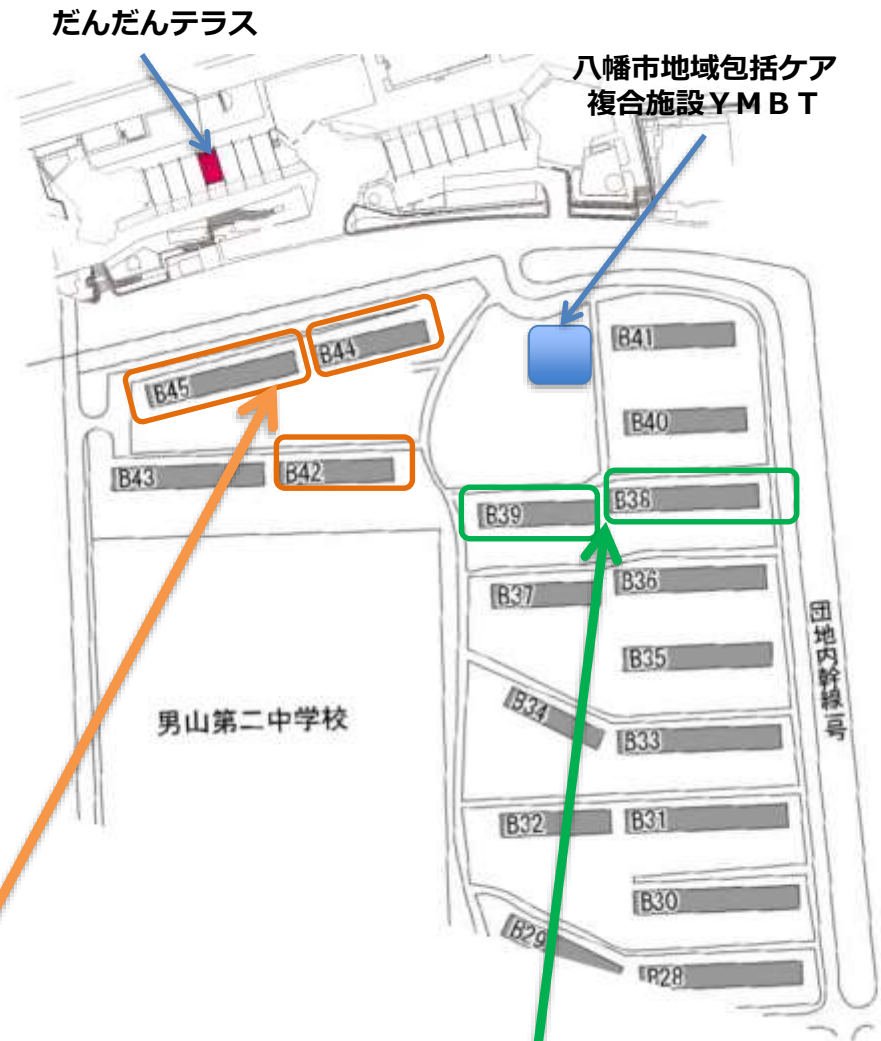 だんだんテラス
八幡市地域包括ケア
複合施設ＹＭＢＴ
B41
B44
B45
B40
B43
B42
B38
B39
B36
B37
B35
団地内幹線一号
B34
男山第二中学校
B33
B32
B31
B30
B29
B28